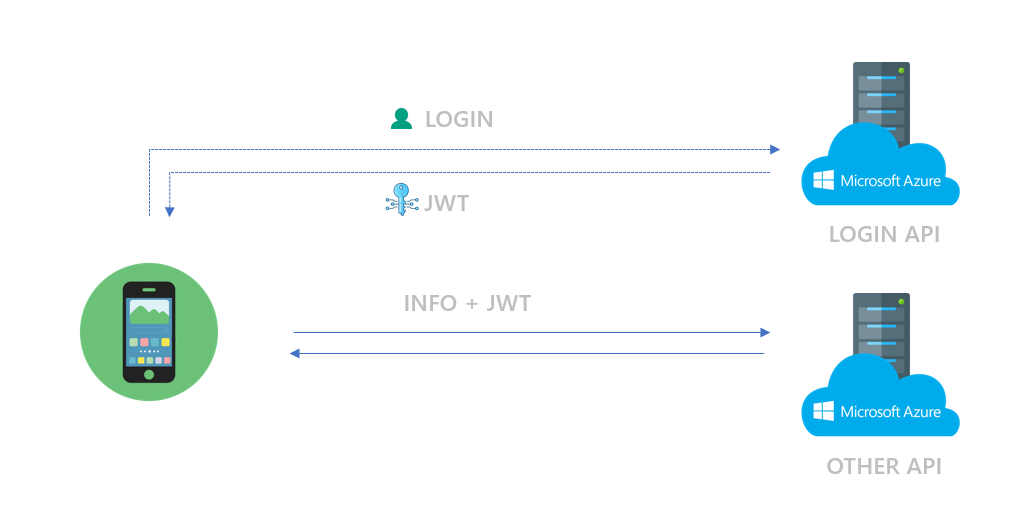 LOGIN
Microsoft Azure
JWT
LOGIN API
INFO + JWT
Microsoft Azure
OTHER API